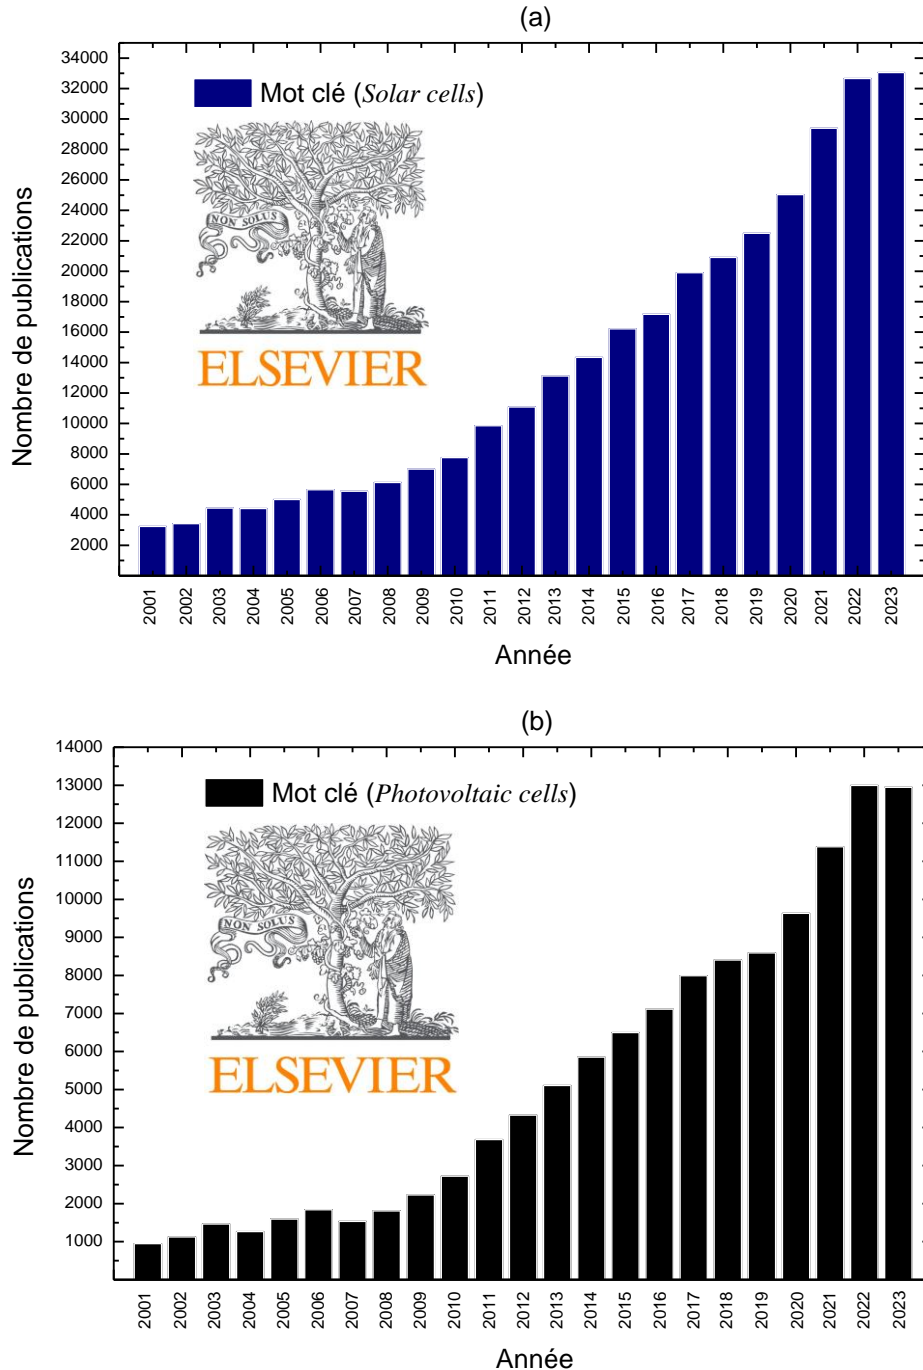 (a)
34000
32000
30000
28000
26000
24000
22000
20000
18000
16000
14000
12000
10000
8000
6000
4000
2000
Nombre de publications
Mot clé (Solar cells)
NON SOLUS
ELSEVIER
2001 2002 2003 2004 2005 2006 2007 2008 2009 2010 2011 2012 2013 2014 2015 2016 2017 2018 2019 2020 2021 2022 2023
Année
(b)
14000
13000
12000
11000
10000
9000
8000
7000
6000
5000
4000
3000
2000
1000
Nombre de publications
Mot clé (Photovoltaic cells)
NON SOLUS
ELSEVIER
2001 2002 2003 2004 2005 2006 2007 2008 2009 2010 2011 2012 2013 2014 2015 2016 2017 2018 2019 2020 2021 2022 2023
Année